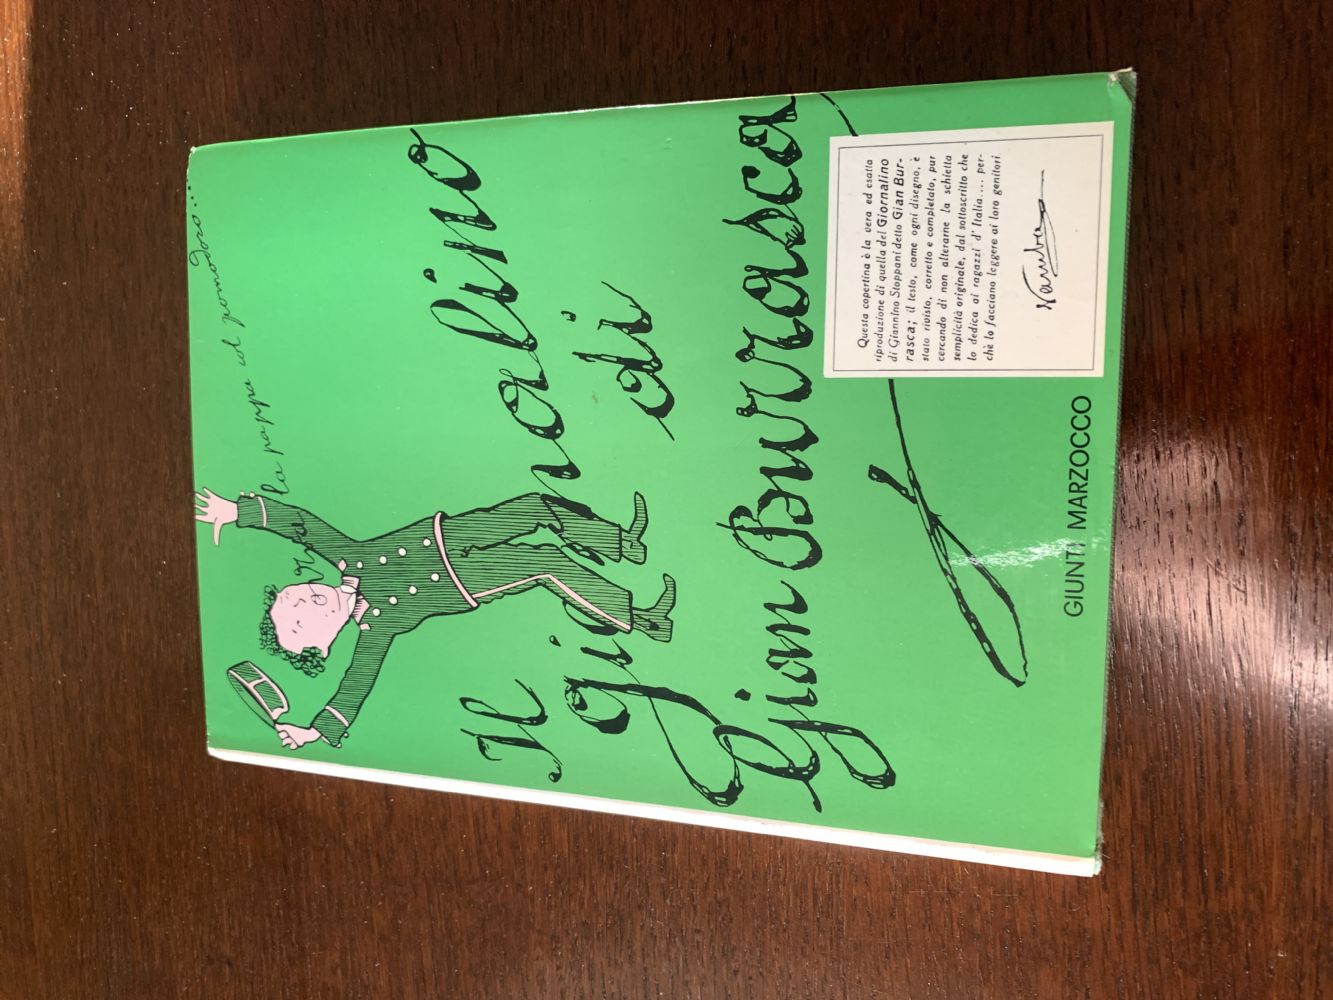 Viva la pappa col pomodoro...
Il
giornalino
di
Gian Burrasca
Questa copertina è la vera ed esatta
riproduzione di quella del Giornalino
di Giannino Stoppani detto Gian Bur-
rasca; il testo, come ogni disegno, è
stato rivisto, corretto e completato, pur
cercando di non alterarne la schietta
semplicità originale, dal sottoscritto che
lo dedica ai ragazzi d'Italia.... per-
chè lo facciano leggere ai loro genitori.
Vamba
GIUNTI MARZOCCO